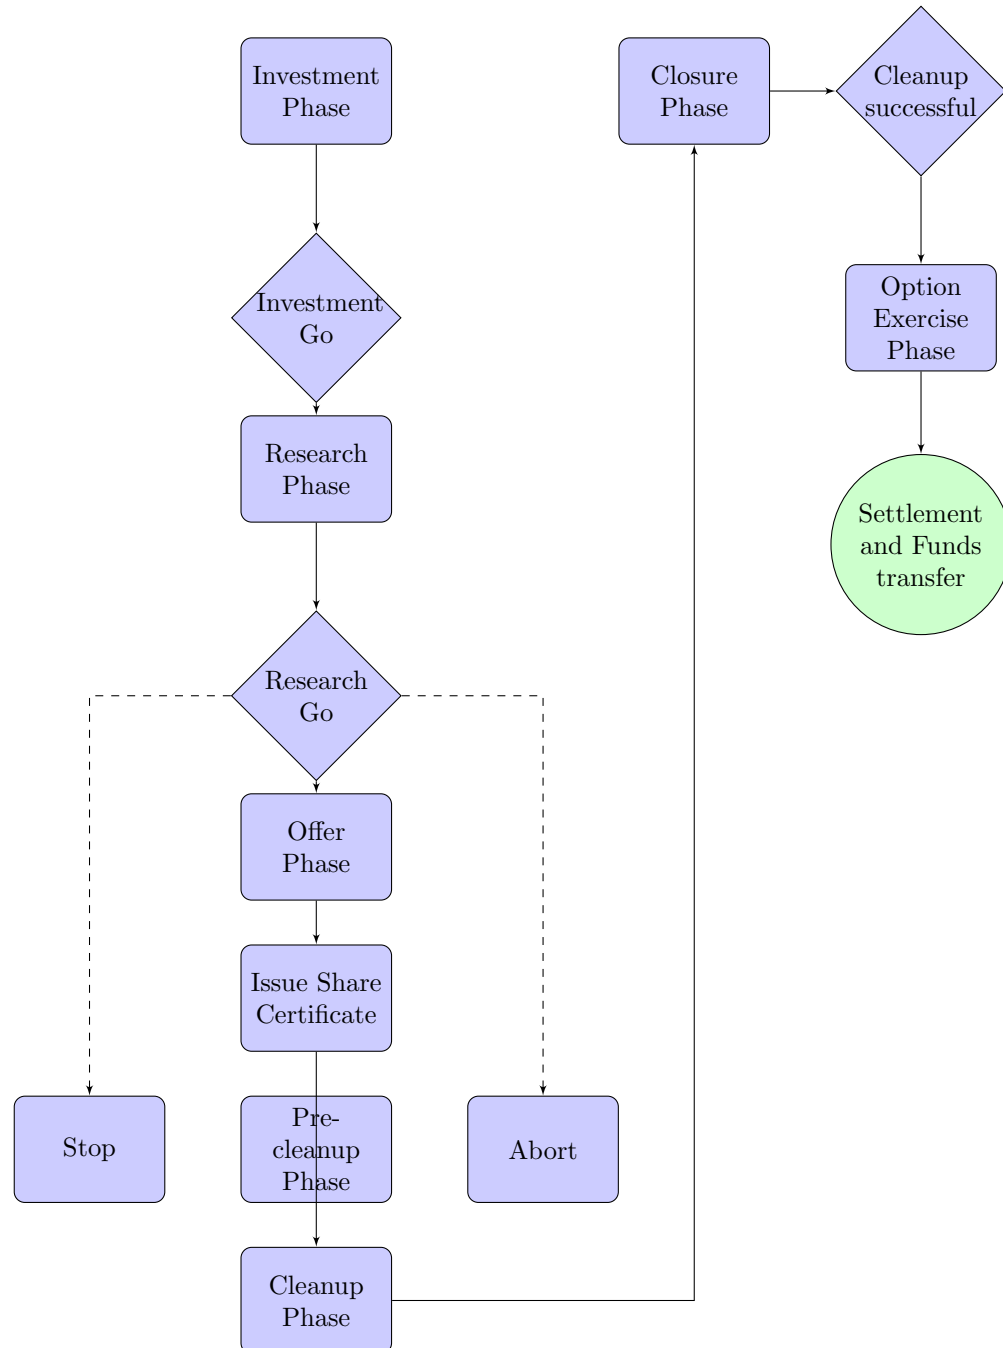 Investment
Phase
Investment
Go
Research
Phase
Research
Go
Offer
Phase
Issue Share
Certificate
Stop
Pre-
cleanup
Phase
Abort
Cleanup
Phase
Closure
Phase
Cleanup
successful
Option
Exercise
Phase
Settlement
and Funds
transfer